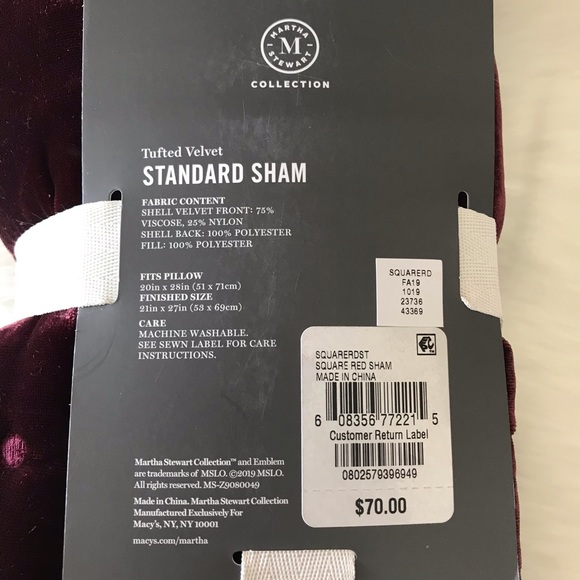 MARTHA
M
STEWART
COLLECTION
Tufted Velvet
STANDARD SHAM
FABRIC CONTENT
SHELL VELVET FRONT: 75%
VISCOSE, 25% NYLON
SHELL BACK: 100% POLYESTER
FILL: 100% POLYESTER
FITS PILLOW
20in x 28in (51 x 71cm)
FINISHED SIZE
21in x 27in (53 x 69cm)
CARE
MACHINE WASHABLE.
SEE SEWN LABEL FOR CARE
INSTRUCTIONS.
SQUARERD
FA19
1019
23736
43369
SQUARERDST
SQUARE RED SHAM
MADE IN CHINA
6 08356 77221 5
Customer Return Label
0802579396949
$70.00
Martha Stewart Collection™ and Emblem
are trademarks of MSLO. ©2019 MSLO.
All rights reserved. MS-Z9080049
Made in China. Martha Stewart Collection
Manufactured Exclusively For
Macy's, NY, NY 10001
macys.com/martha